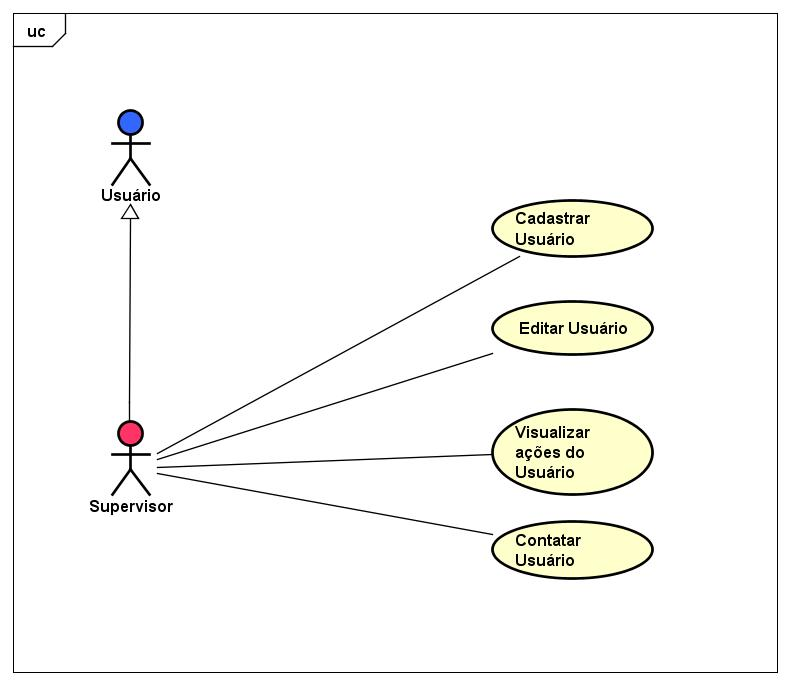 uc
Usuário
Cadastrar
Usuário
Editar Usuário
Visualizar
ações do
Usuário
Supervisor
Contatar
Usuário